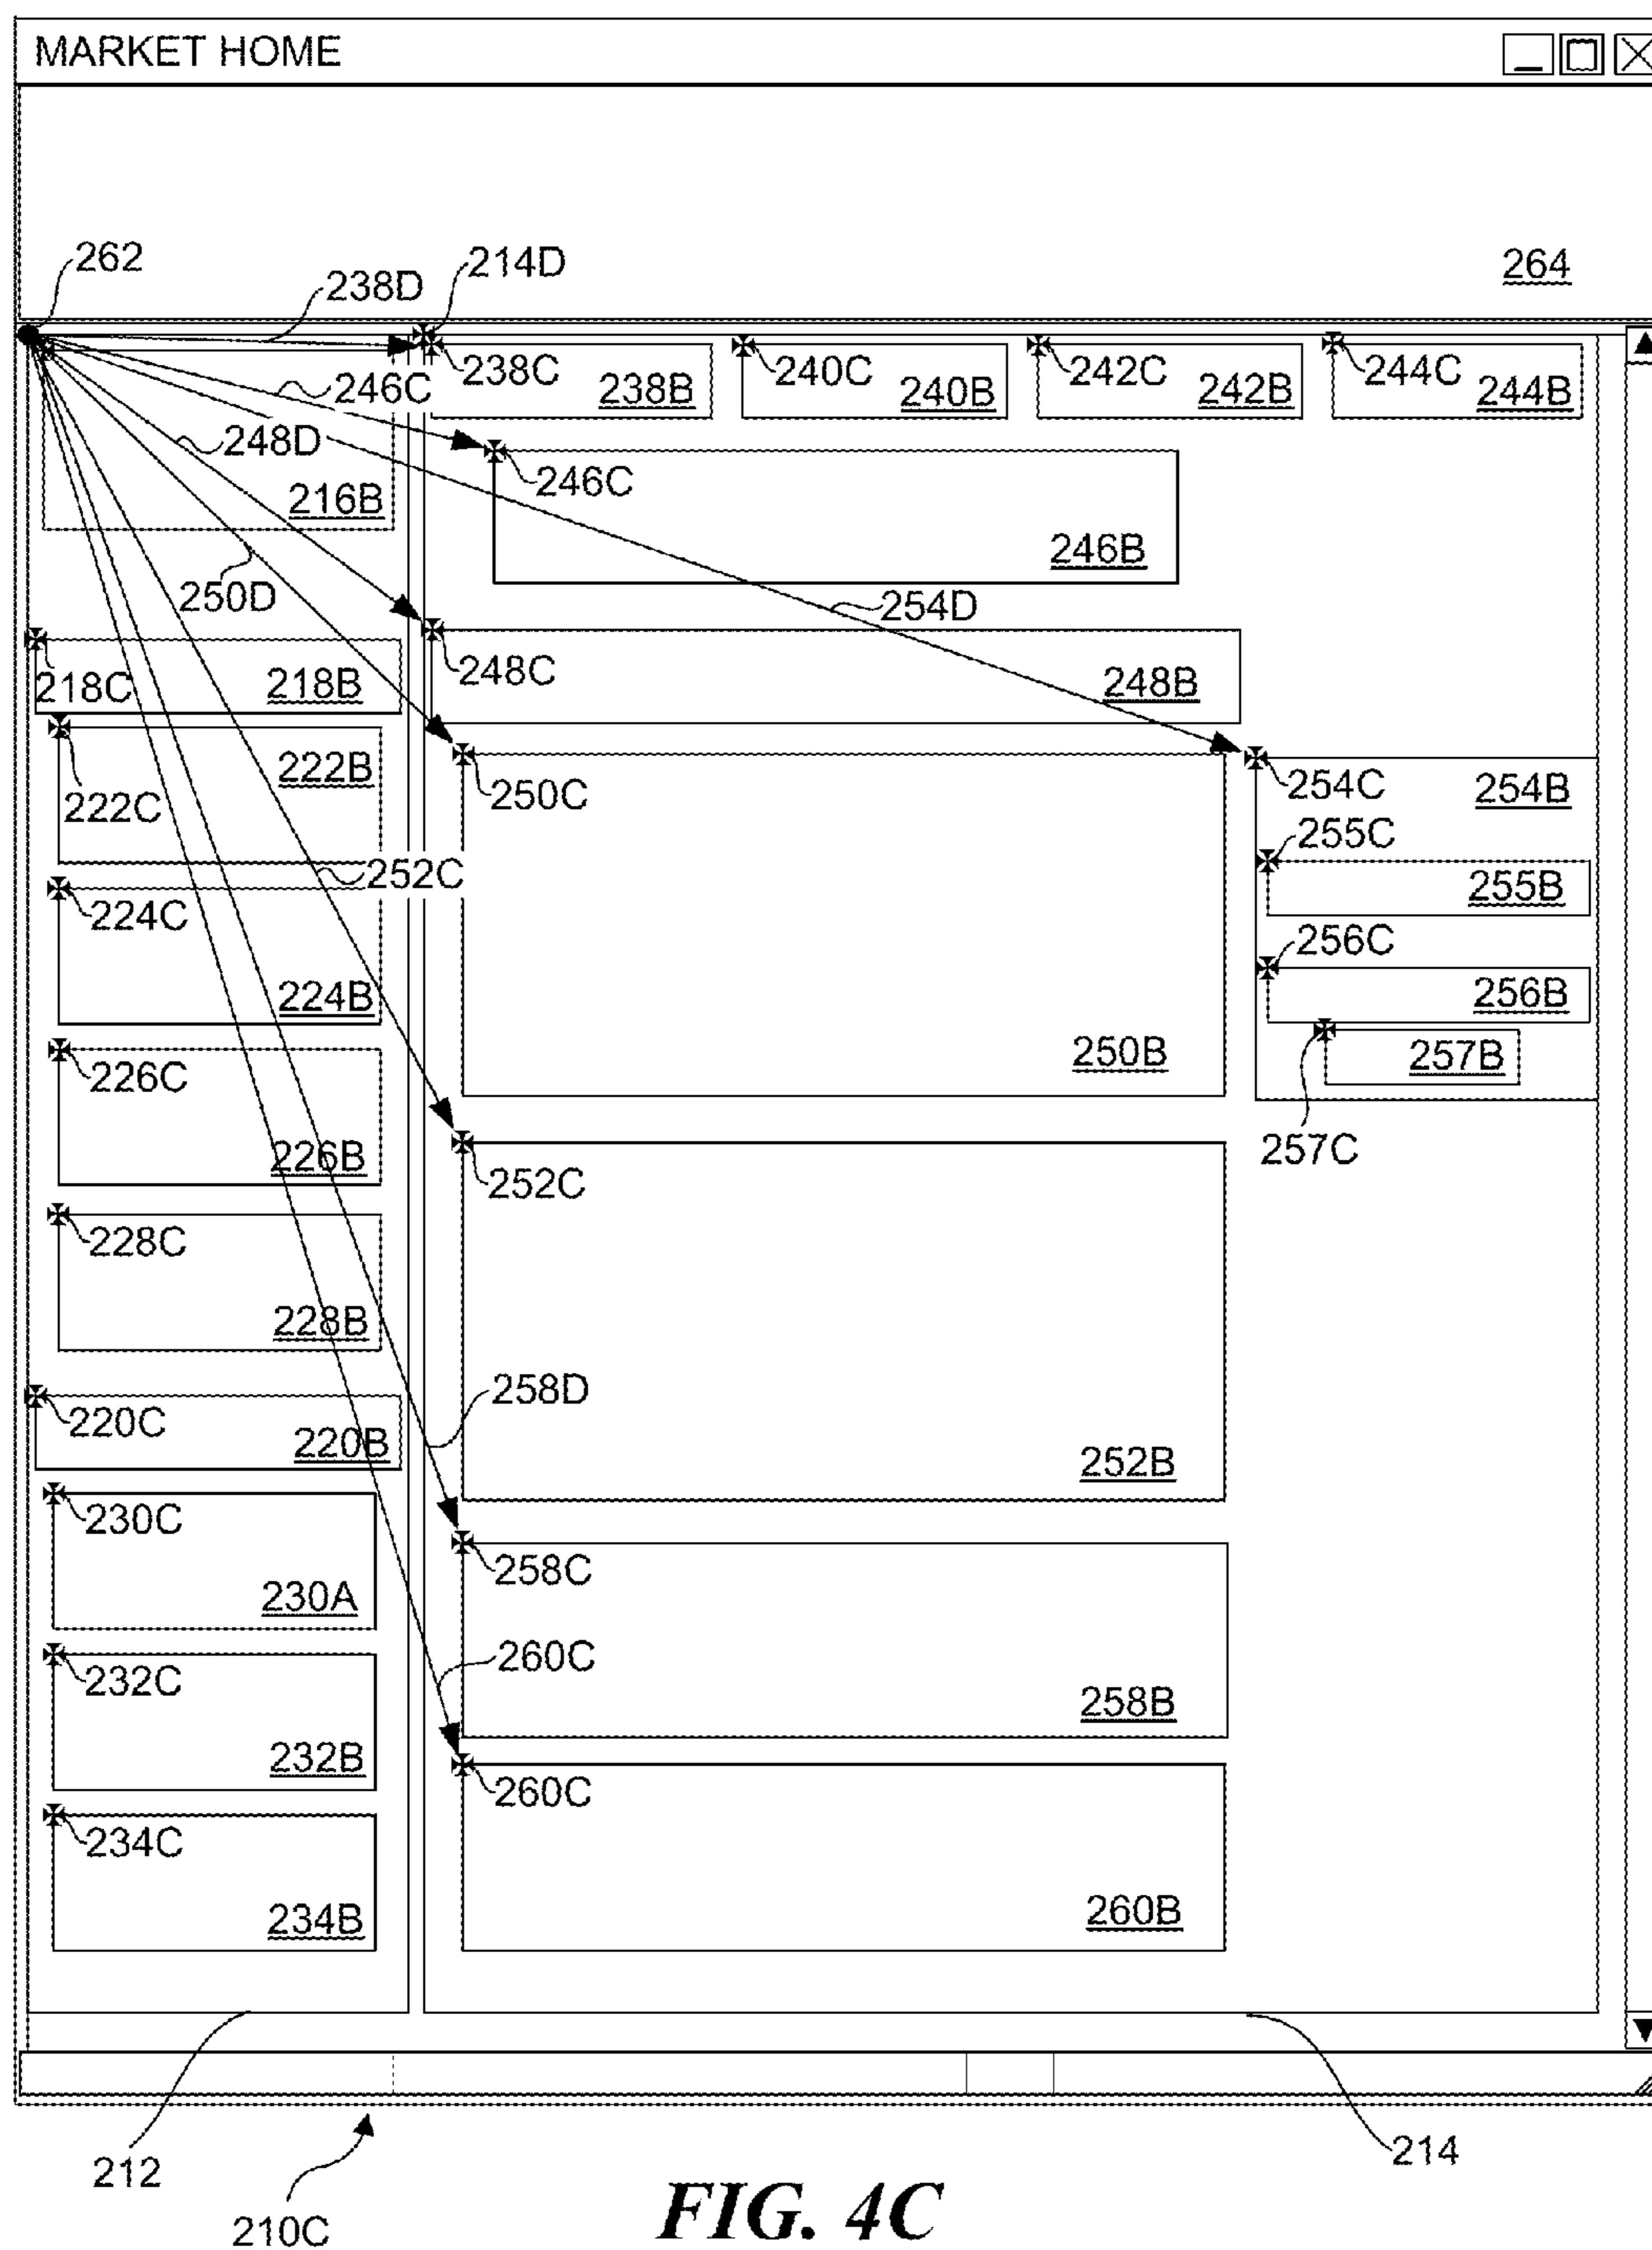 MARKET HOME
262
238D
214D
264
238C
238B
240C
240B
242C
242B
244C
244B
246C
248D
216B
246C
246B
250D
254D
218C
218B
248C
248B
222B
222C
250C
254C
254B
255C
252C
255B
224C
256C
224B
256B
226C
250B
257B
226B
257C
252C
228C
228B
258D
220C
220B
252B
230C
258C
230A
260C
232C
258B
232B
260C
234C
234B
260B
212
214
210C
FIG. 4C